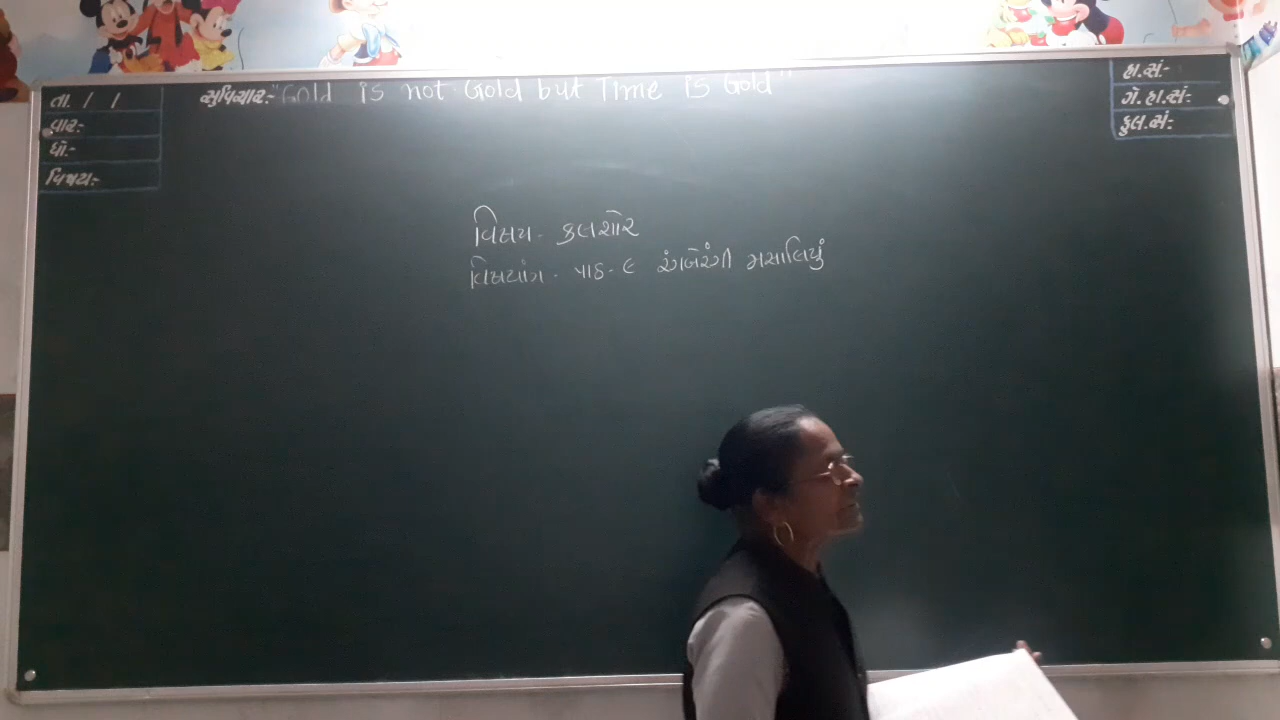 તા. / /
સુવિચાર:- "Gold is not Gold but Time is Gold"
હા.સં:-
વાર:-
ગે.હા.સં:-
ધો.:-
કુલ.સં:-
વિષય:-
વિષય - કલશોર
વિષયાંગ - પાઠ - ૯ રંગબેરંગી મસાલિયું